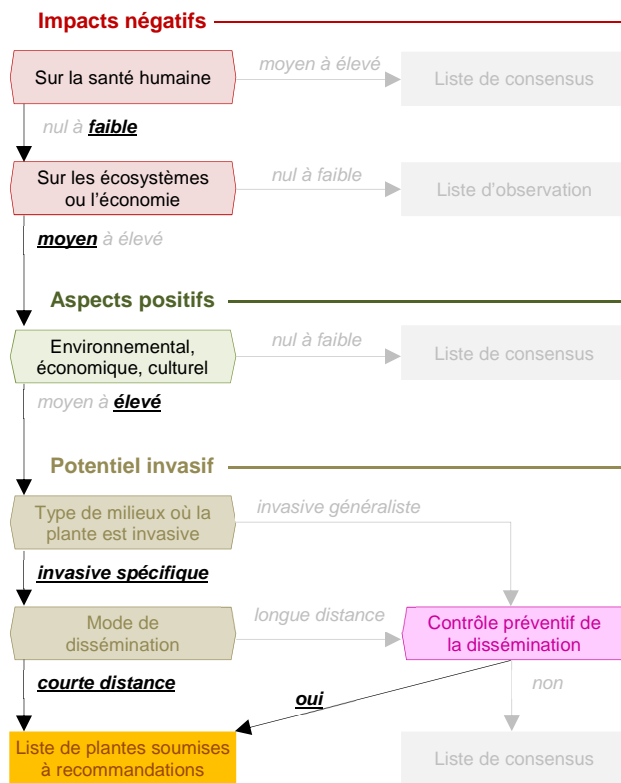 Impacts négatifs
Sur la santé humaine
moyen à élevé
Liste de consensus
nul à faible
Sur les écosystèmes
ou l'économie
nul à faible
Liste d'observation
moyen à élevé
Aspects positifs
Environnemental,
économique, culturel
nul à faible
Liste de consensus
moyen à élevé
Potentiel invasif
Type de milieux où la
plante est invasive
invasive généraliste
invasive spécifique
Mode de
dissémination
longue distance
Contrôle préventif de
la dissémination
courte distance
oui
non
Liste de plantes soumises
à recommandations
Liste de consensus